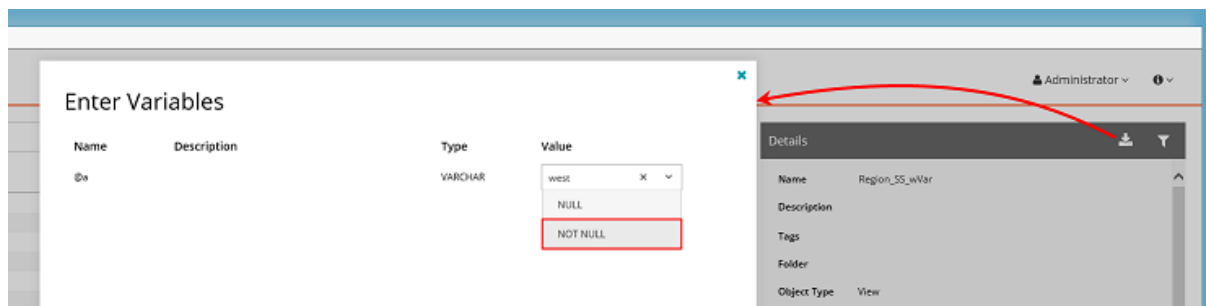 Administrator
Enter Variables
Name Description Type Value
@a VARCHAR west
NULL
NOT NULL
Details
Name Region_SS_wVar
Description
Tags
Folder
Object Type View